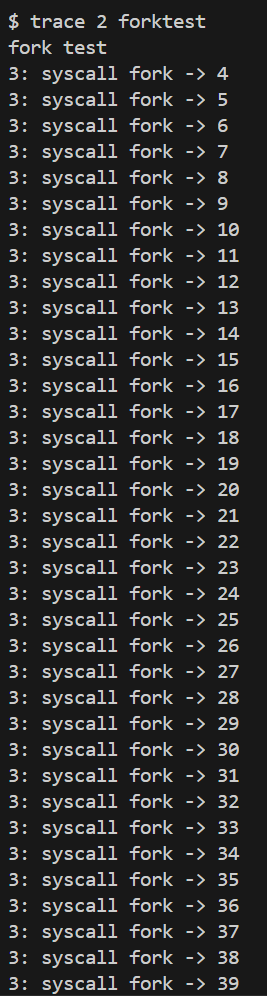 $ trace 2 forktest
fork test
3: syscall fork -> 4
3: syscall fork -> 5
3: syscall fork -> 6
3: syscall fork -> 7
3: syscall fork -> 8
3: syscall fork -> 9
3: syscall fork -> 10
3: syscall fork -> 11
3: syscall fork -> 12
3: syscall fork -> 13
3: syscall fork -> 14
3: syscall fork -> 15
3: syscall fork -> 16
3: syscall fork -> 17
3: syscall fork -> 18
3: syscall fork -> 19
3: syscall fork -> 20
3: syscall fork -> 21
3: syscall fork -> 22
3: syscall fork -> 23
3: syscall fork -> 24
3: syscall fork -> 25
3: syscall fork -> 26
3: syscall fork -> 27
3: syscall fork -> 28
3: syscall fork -> 29
3: syscall fork -> 30
3: syscall fork -> 31
3: syscall fork -> 32
3: syscall fork -> 33
3: syscall fork -> 34
3: syscall fork -> 35
3: syscall fork -> 36
3: syscall fork -> 37
3: syscall fork -> 38
3: syscall fork -> 39